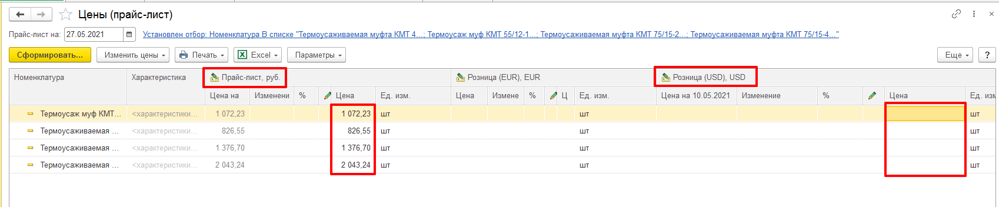 Цены (прайс-лист)
Прайс-лист на: 27.05.2021 Установлен отбор: Номенклатура В списке "Термоусаживаемая муфта КМТ 4...; Термоусаж муф КМТ 55/12-1...; Термоусаживаемая муфта КМТ 75/15-2...; Термоусаживаемая муфта КМТ 75/15-4..."
Сформировать... Изменить цены Печать Excel Параметры Еще ?
Номенклатура Характеристика Прайс-лист, руб. Розница (EUR), EUR Розница (USD), USD
Цена на Изменени % Цена Ед. изм. Цена Измене % Ц Ед. изм. Цена на 10.05.2021 Изменение % Цена Ед. изм
Термоусаж муф КМТ... <характеристики... 1 072,23 1 072,23 шт шт шт
Термоусаживаемая ... <характеристики... 826,55 826,55 шт шт шт
Термоусаживаемая ... <характеристики... 1 376,70 1 376,70 шт шт шт
Термоусаживаемая ... <характеристики... 2 043,24 2 043,24 шт шт шт